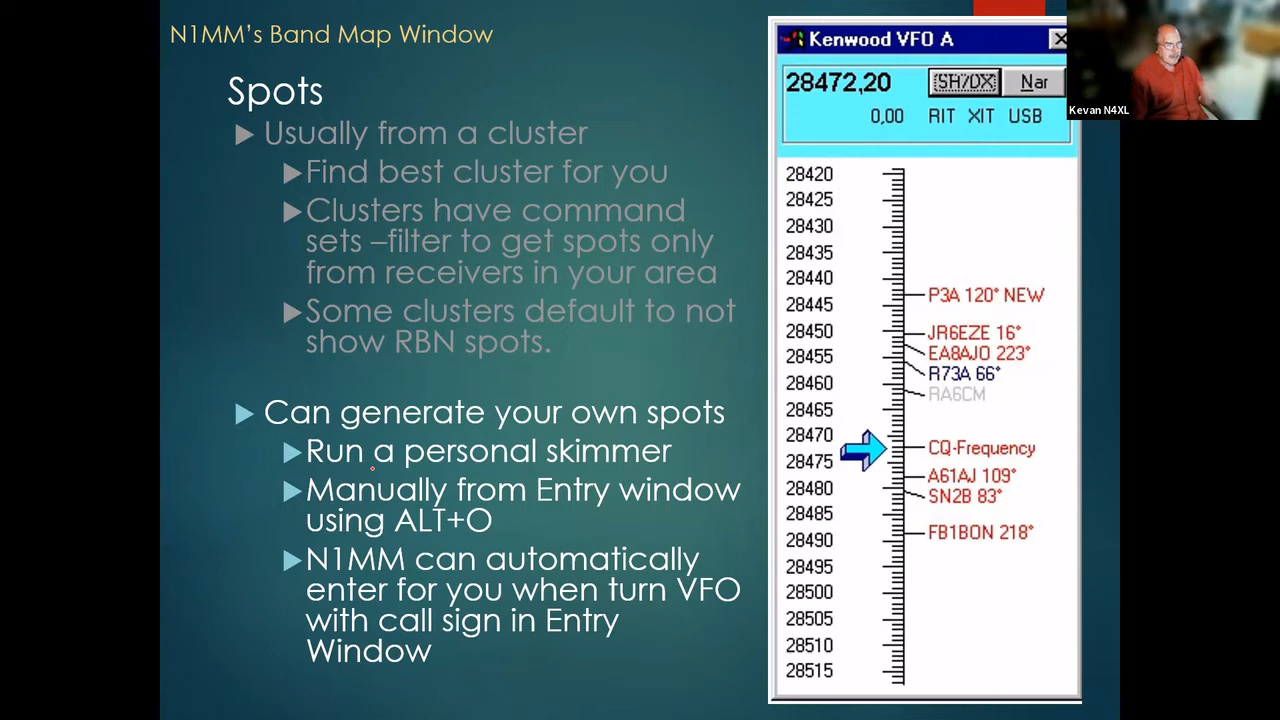 N1MM's Band Map Window
Spots
Usually from a cluster
Find best cluster for you
Clusters have command
sets –filter to get spots only
from receivers in your area
Some clusters default to not
show RBN spots.
Can generate your own spots
Run a personal skimmer
Manually from Entry window
using ALT+O
N1MM can automatically
enter for you when turn VFO
with call sign in Entry
Window
Kenwood VFO A
28472,20 SH7DX Nar
0,00 RIT XIT USB
28420
28425
28430
28435
28440
P3A 120° NEW
28445
28450
JR6EZE 16°
EA8AJO 223°
28455
R73A 66°
28460
RA6CM
28465
28470
CQ-Frequency
28475
A61AJ 109°
28480
SN2B 83°
28485
FB1BON 218°
28490
28495
28500
28505
28510
28515
Kevan N4XL